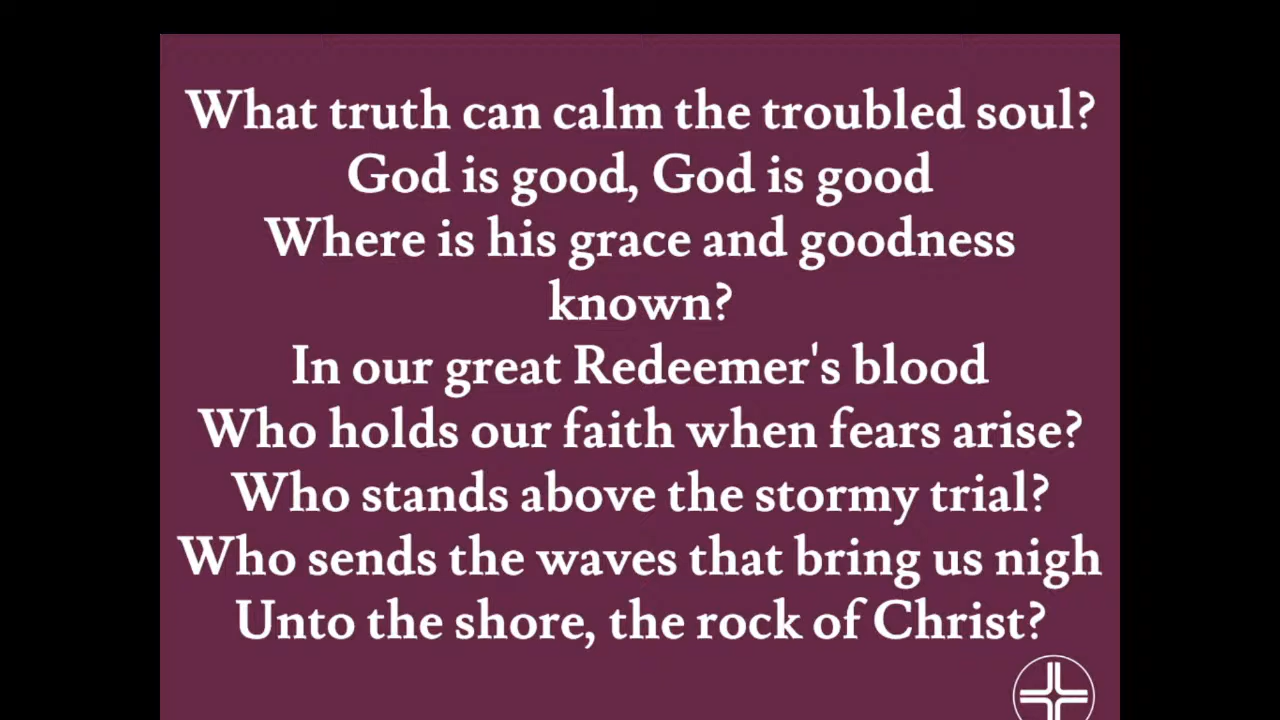 What truth can calm the troubled soul?
God is good, God is good
Where is his grace and goodness
known?
In our great Redeemer's blood
Who holds our faith when fears arise?
Who stands above the stormy trial?
Who sends the waves that bring us nigh
Unto the shore, the rock of Christ?